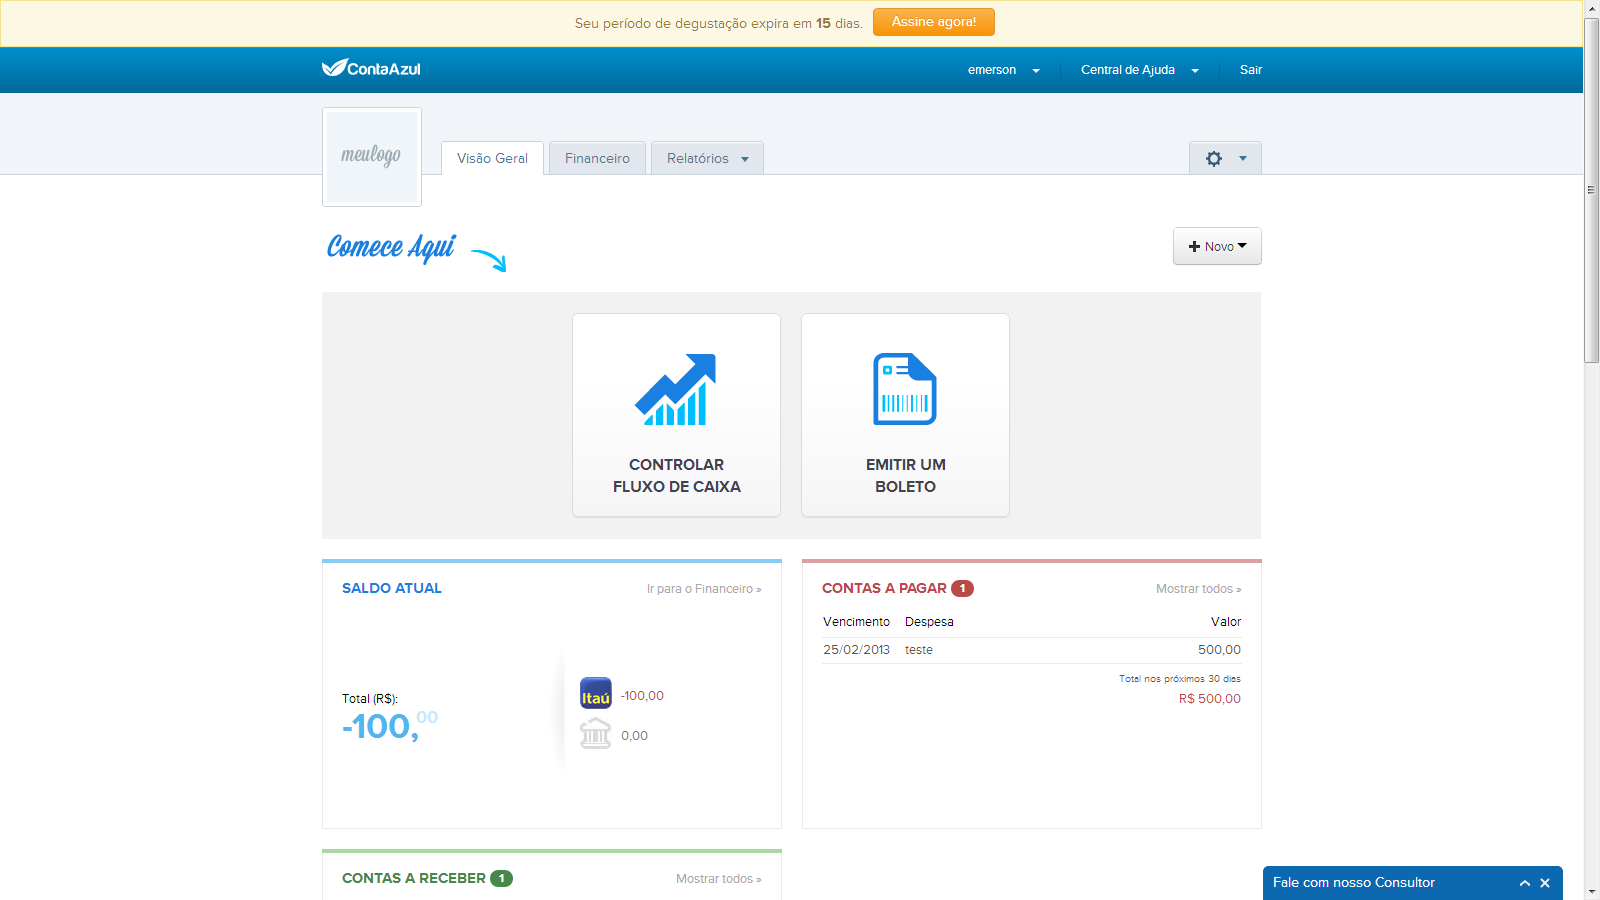 Seu período de degustação expira em 15 dias. Assine agora!
ContaAzul emerson Central de Ajuda Sair
meulogo
Visão Geral Financeiro Relatórios
Comece Aqui
Novo
CONTROLAR
FLUXO DE CAIXA
EMITIR UM
BOLETO
SALDO ATUAL Ir para o Financeiro »
Total (R$):
-100,00
Itaú -100,00
0,00
CONTAS A PAGAR 1 Mostrar todos »
Vencimento Despesa Valor
25/02/2013 teste 500,00
Total nos próximos 30 dias
R$ 500,00
CONTAS A RECEBER 1 Mostrar todos »
Fale com nosso Consultor